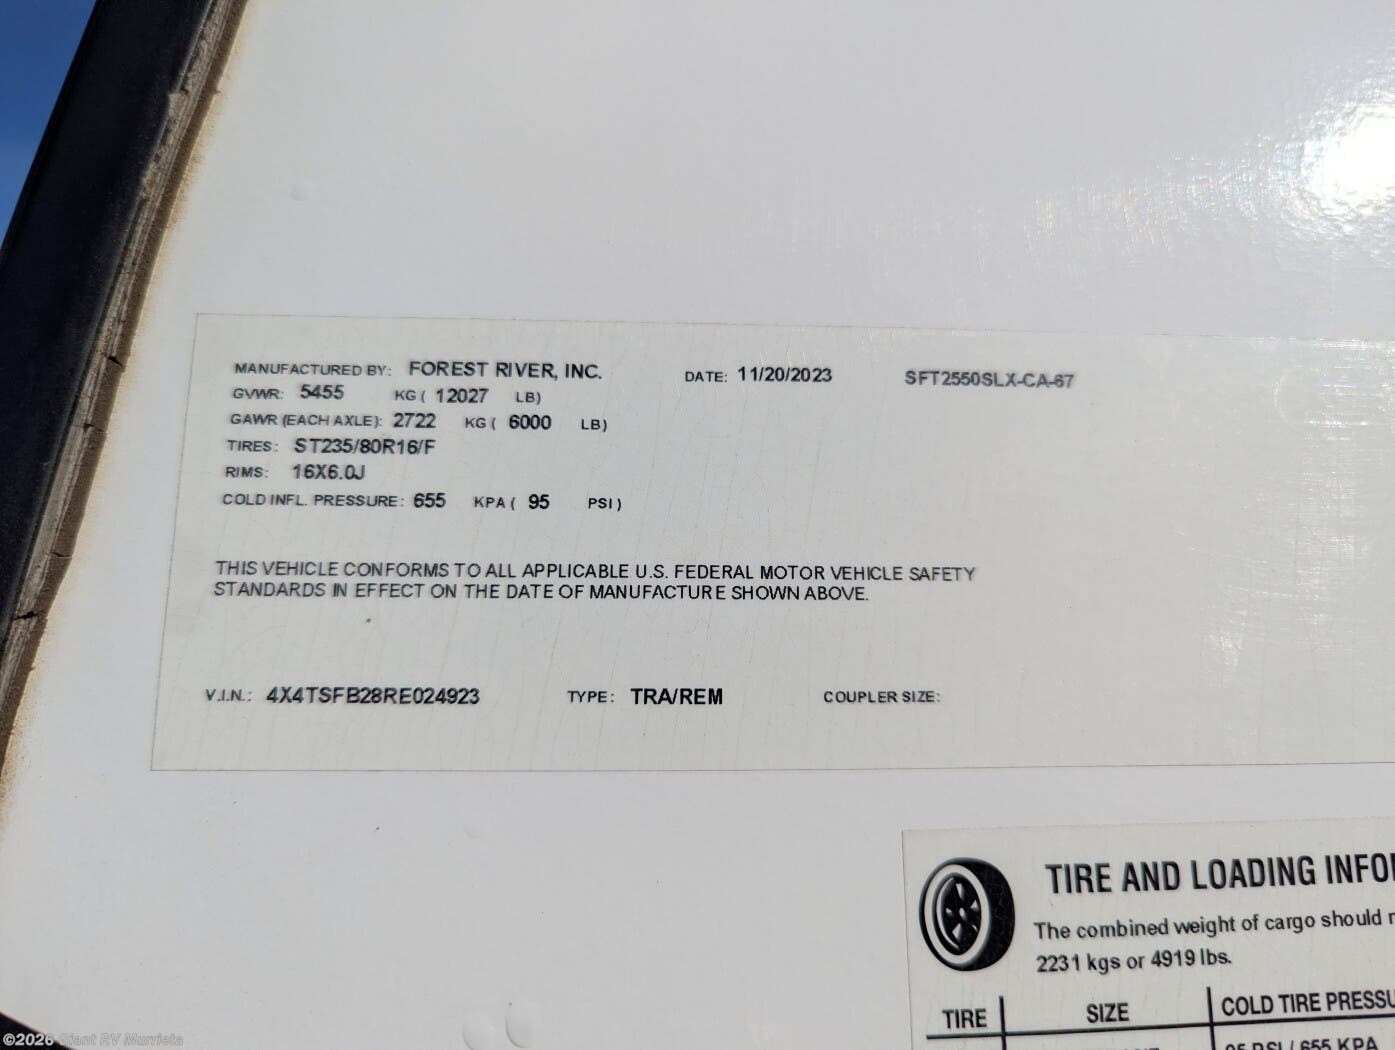 MANUFACTURED BY: FOREST RIVER, INC. DATE: 11/20/2023 SFT2550SLX-CA-67
GVWR: 5455 KG ( 12027 LB)
GAWR (EACH AXLE): 2722 KG ( 6000 LB)
TIRES: ST235/80R16/F
RIMS: 16X6.0J
COLD INFL. PRESSURE: 655 KPA ( 95 PSI)
THIS VEHICLE CONFORMS TO ALL APPLICABLE U.S. FEDERAL MOTOR VEHICLE SAFETY
STANDARDS IN EFFECT ON THE DATE OF MANUFACTURE SHOWN ABOVE.
V.I.N.: 4X4TSFB28RE024923 TYPE: TRA/REM COUPLER SIZE:
TIRE AND LOADING INFO
The combined weight of cargo should
2231 kgs or 4919 lbs.
TIRE SIZE COLD TIRE PRESSU
95 PSI / 655 KPA
©2026 Giant RV Murrieta